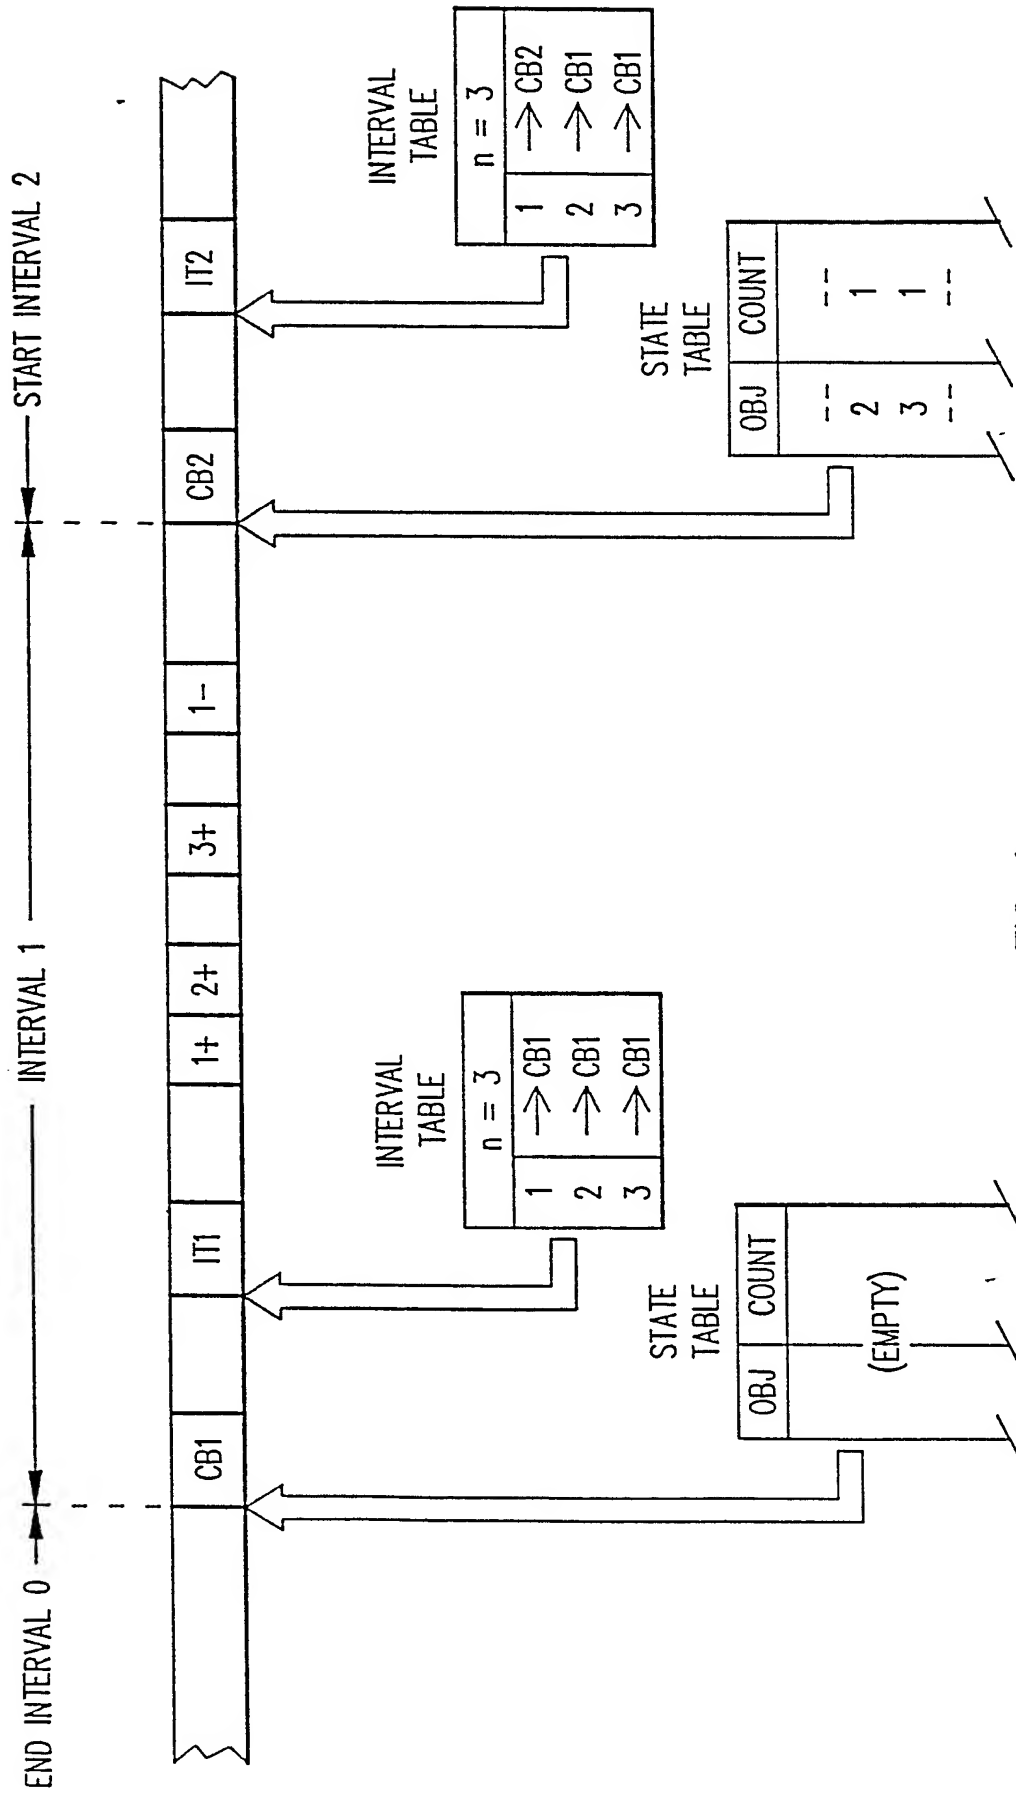 END INTERVAL 0
INTERVAL 1
START INTERVAL 2
CB1
IT1
1+
2+
3+
1-
CB2
IT2
INTERVAL
TABLE
n = 3
1 →CB1
2 →CB1
3 →CB1
INTERVAL
TABLE
n = 3
1 →CB2
2 →CB1
3 →CB1
STATE
TABLE
OBJ COUNT
(EMPTY)
STATE
TABLE
OBJ COUNT
-- --
2 1
3 1
-- --